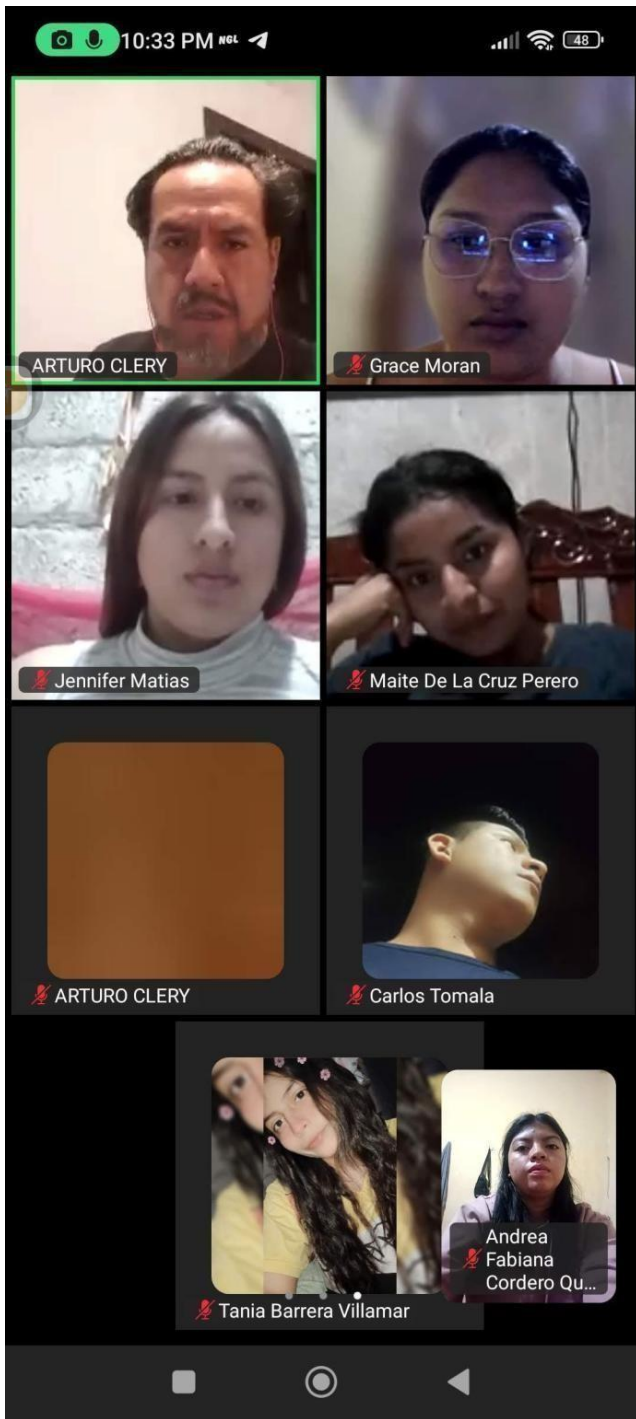 10:33 PM NGL 48
ARTURO CLERY
Grace Moran
Jennifer Matias
Maite De La Cruz Perero
ARTURO CLERY
Carlos Tomala
Tania Barrera Villamar
Andrea
Fabiana
Cordero Qu...